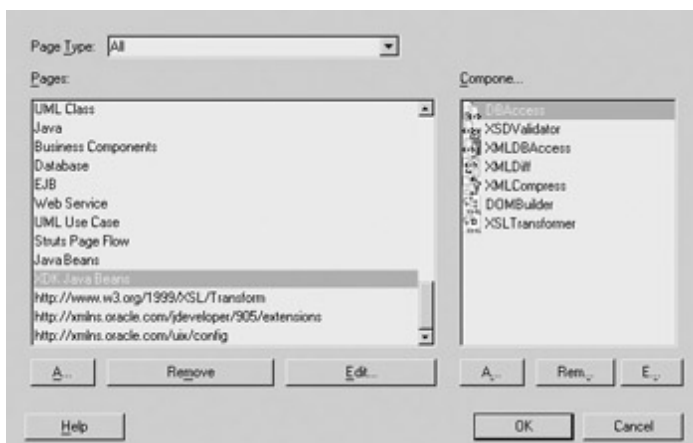 Page Type: All
Pages:
Compone...
UML Class
Java
Business Components
Database
EJB
Web Service
UML Use Case
Struts Page Flow
Java Beans
XDK Java Beans
http://www.w3.org/1999/XSL/Transform
http://xmlns.oracle.com/jdeveloper/905/extensions
http://xmlns.oracle.com/uix/config
DBAccess
XSDValidator
XMLDBAccess
XMLDiff
XMLCompress
DOMBuilder
XSLTransformer
A... Remove Edit... A... Rem... E...
Help OK Cancel